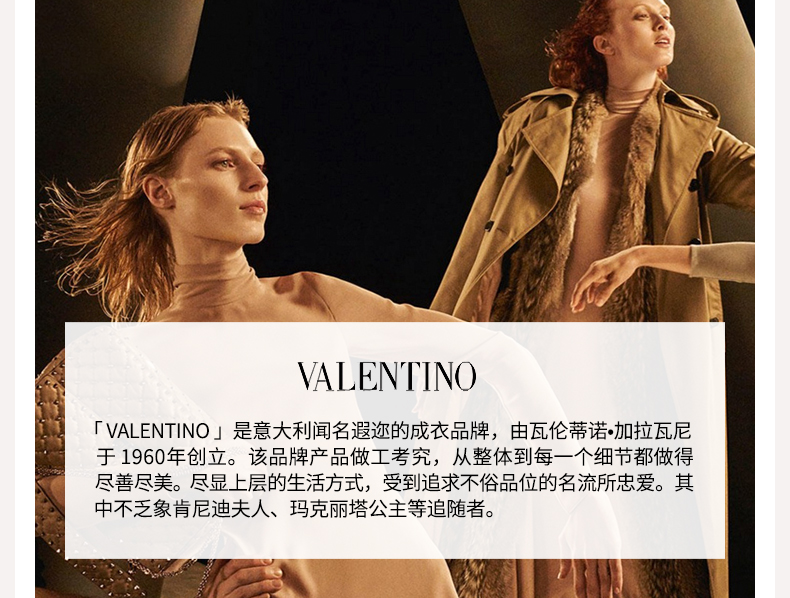 VALENTINO
「VALENTINO」是意大利闻名遐迩的成衣品牌，由瓦伦蒂诺•加拉瓦尼
于1960年创立。该品牌产品做工考究，从整体到每一个细节都做得
尽善尽美。尽显上层的生活方式，受到追求不俗品位的名流所忠爱。其
中不乏象肯尼迪夫人、玛克丽塔公主等追随者。